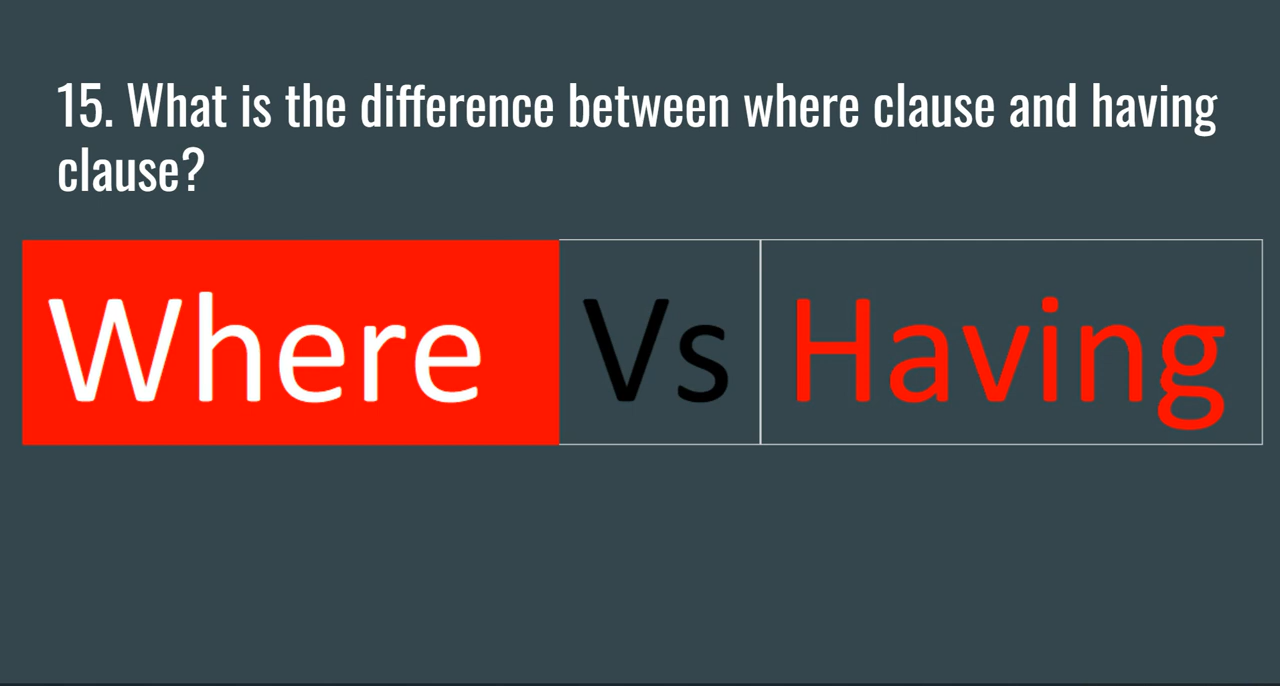 15. What is the difference between where clause and having
clause?
Where Vs Having